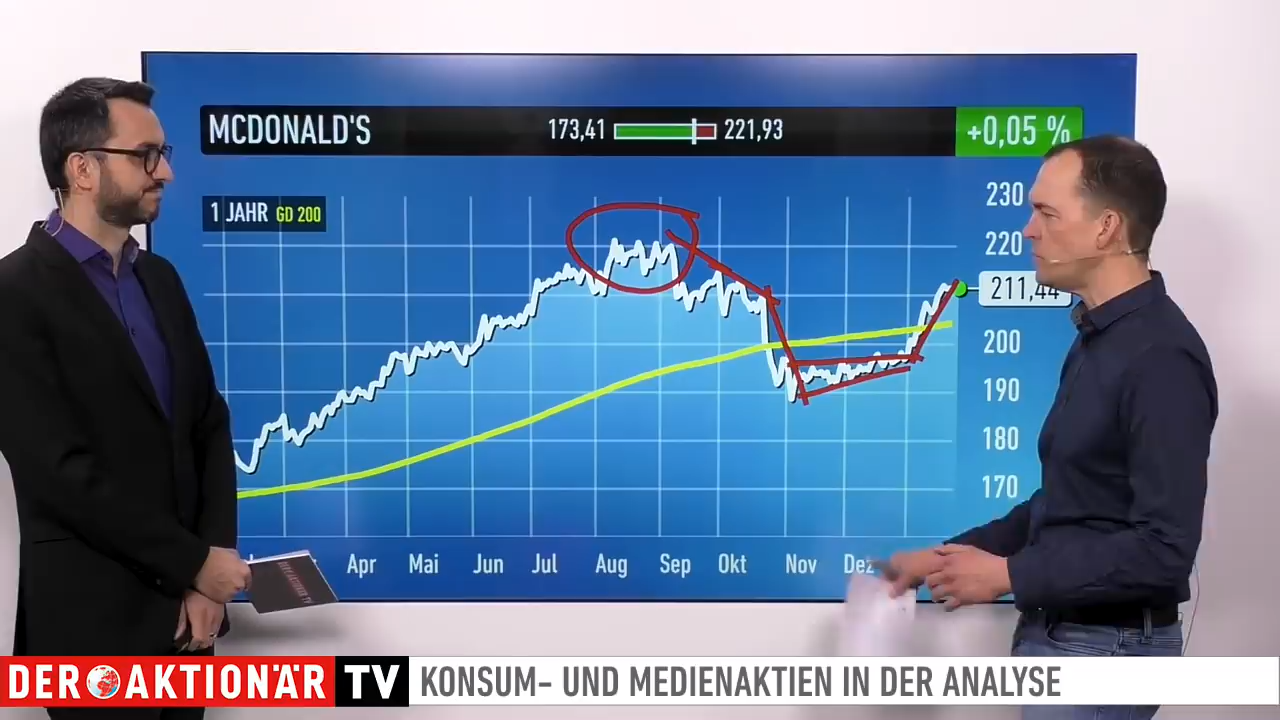 MCDONALD'S 173,41 221,93 +0,05 %
1 JAHR GD 200
230
220
211,44
200
190
180
170
Apr Mai Jun Jul Aug Sep Okt Nov Dez
DER AKTIONÄR TV KONSUM- UND MEDIENAKTIEN IN DER ANALYSE